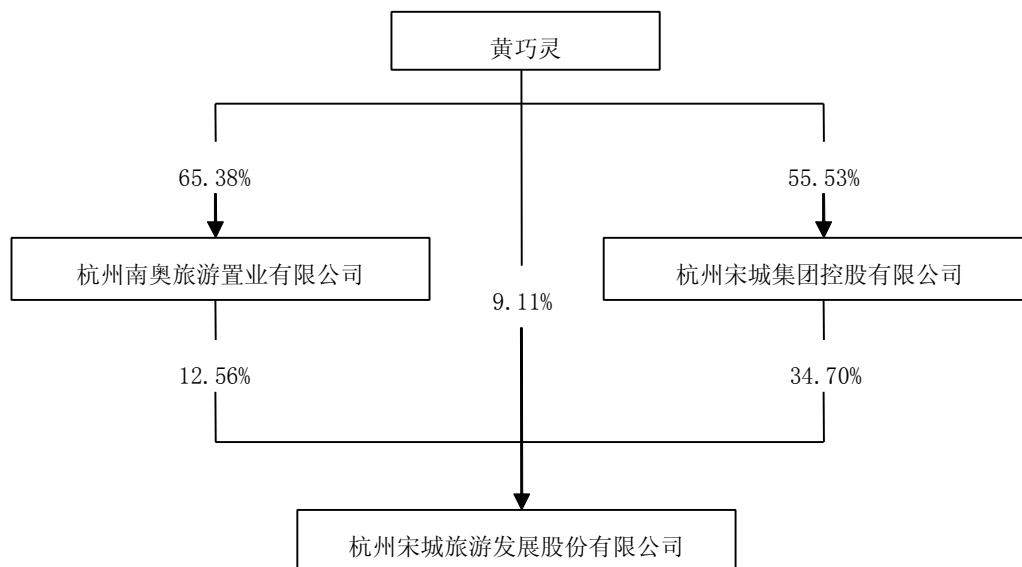 黄巧灵
65.38%
55.53%
杭州南奥旅游置业有限公司
杭州宋城集团控股有限公司
9.11%
12.56%
34.70%
杭州宋城旅游发展股份有限公司